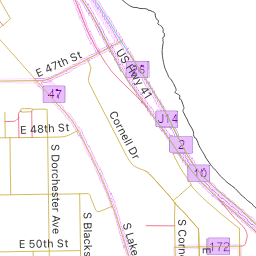 E 47th St
US Hwy 41
47
J14
Cornell Dr
E 48th St
2
10
S Dorchester Ave
S Blacks
S Lake
S Corn
E 50th St
172
E